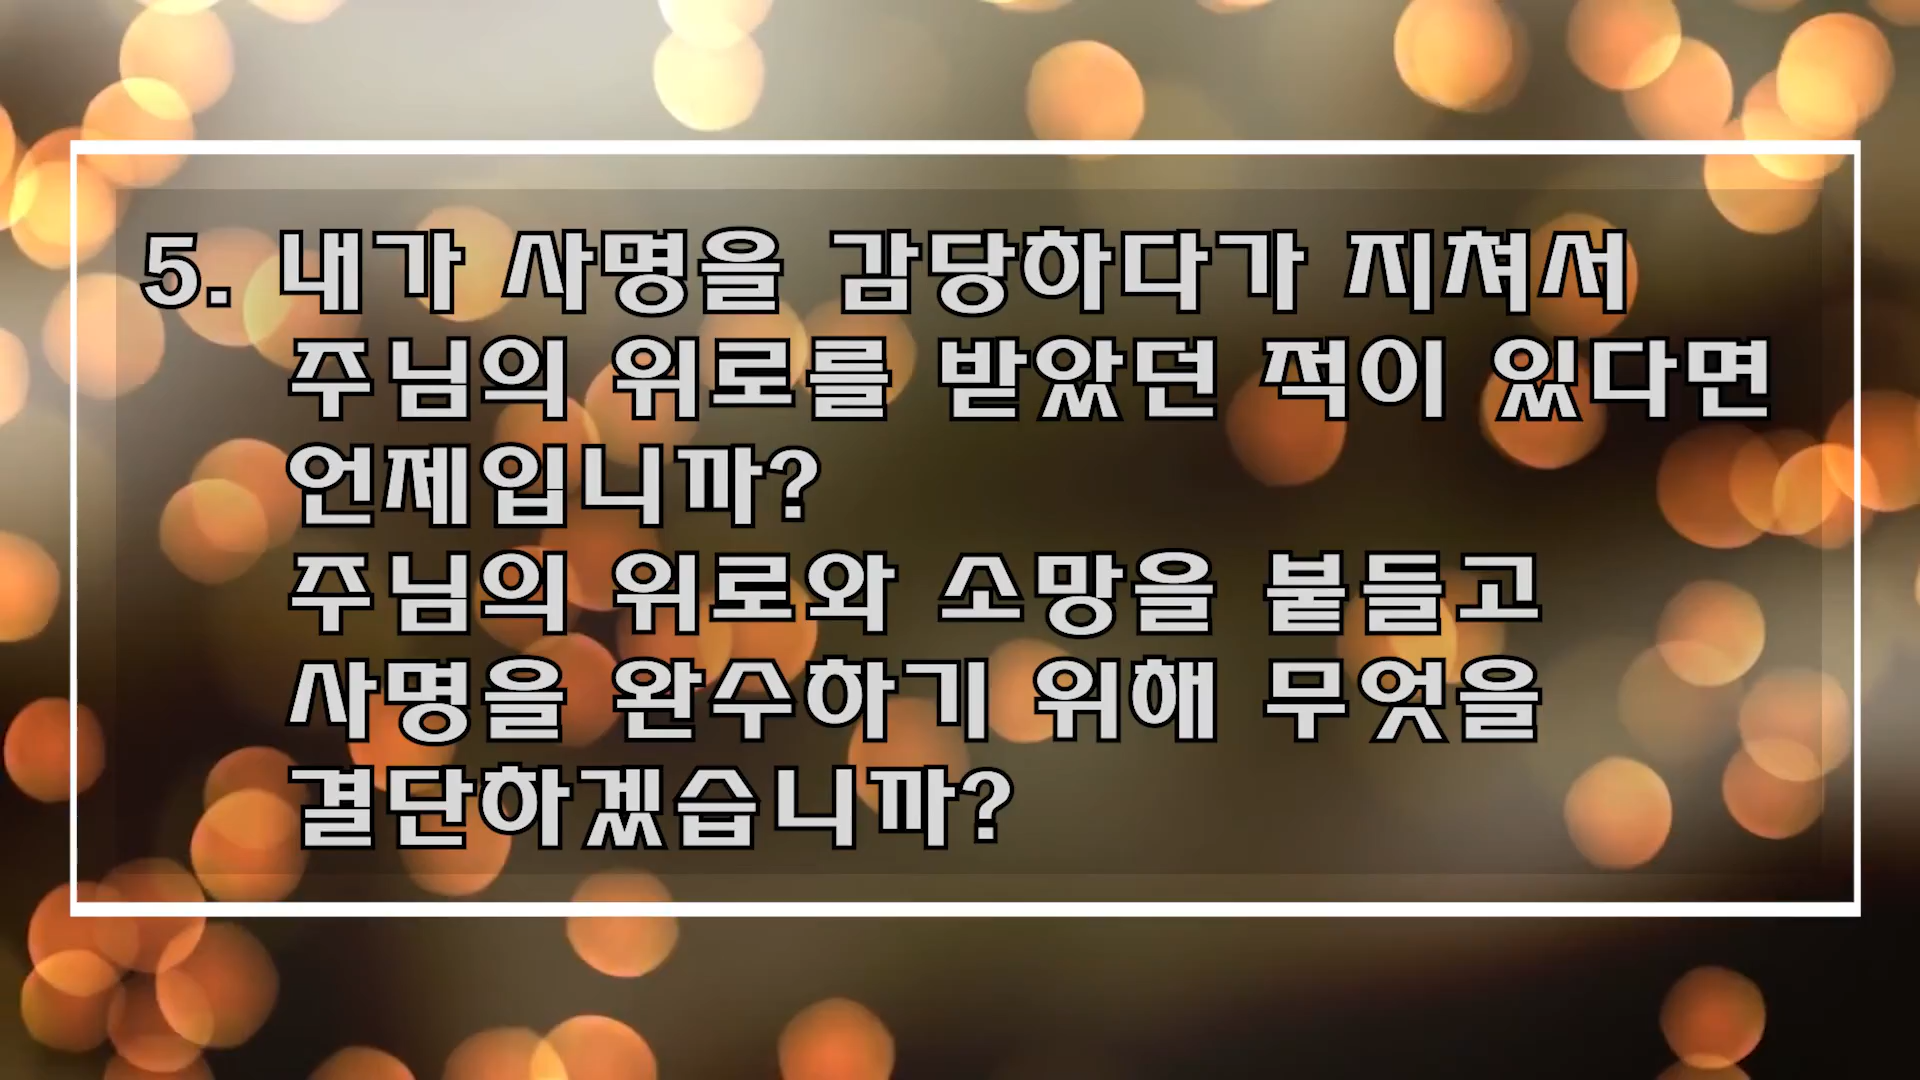 5. 내가 사명을 감당하다가 지쳐서
주님의 위로를 받았던 적이 있다면
언제입니까?
주님의 위로와 소망을 붙들고
사명을 완수하기 위해 무엇을
결단하겠습니까?